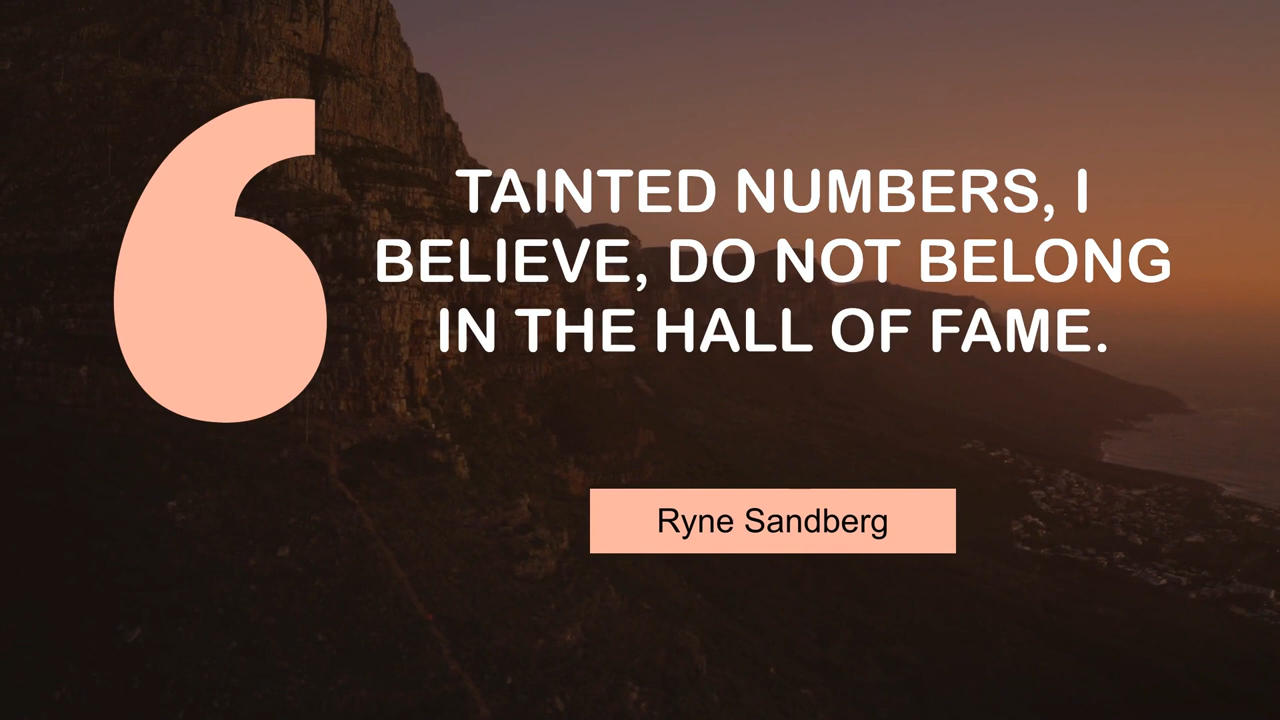 TAINTED NUMBERS, I
BELIEVE, DO NOT BELONG
IN THE HALL OF FAME.
Ryne Sandberg